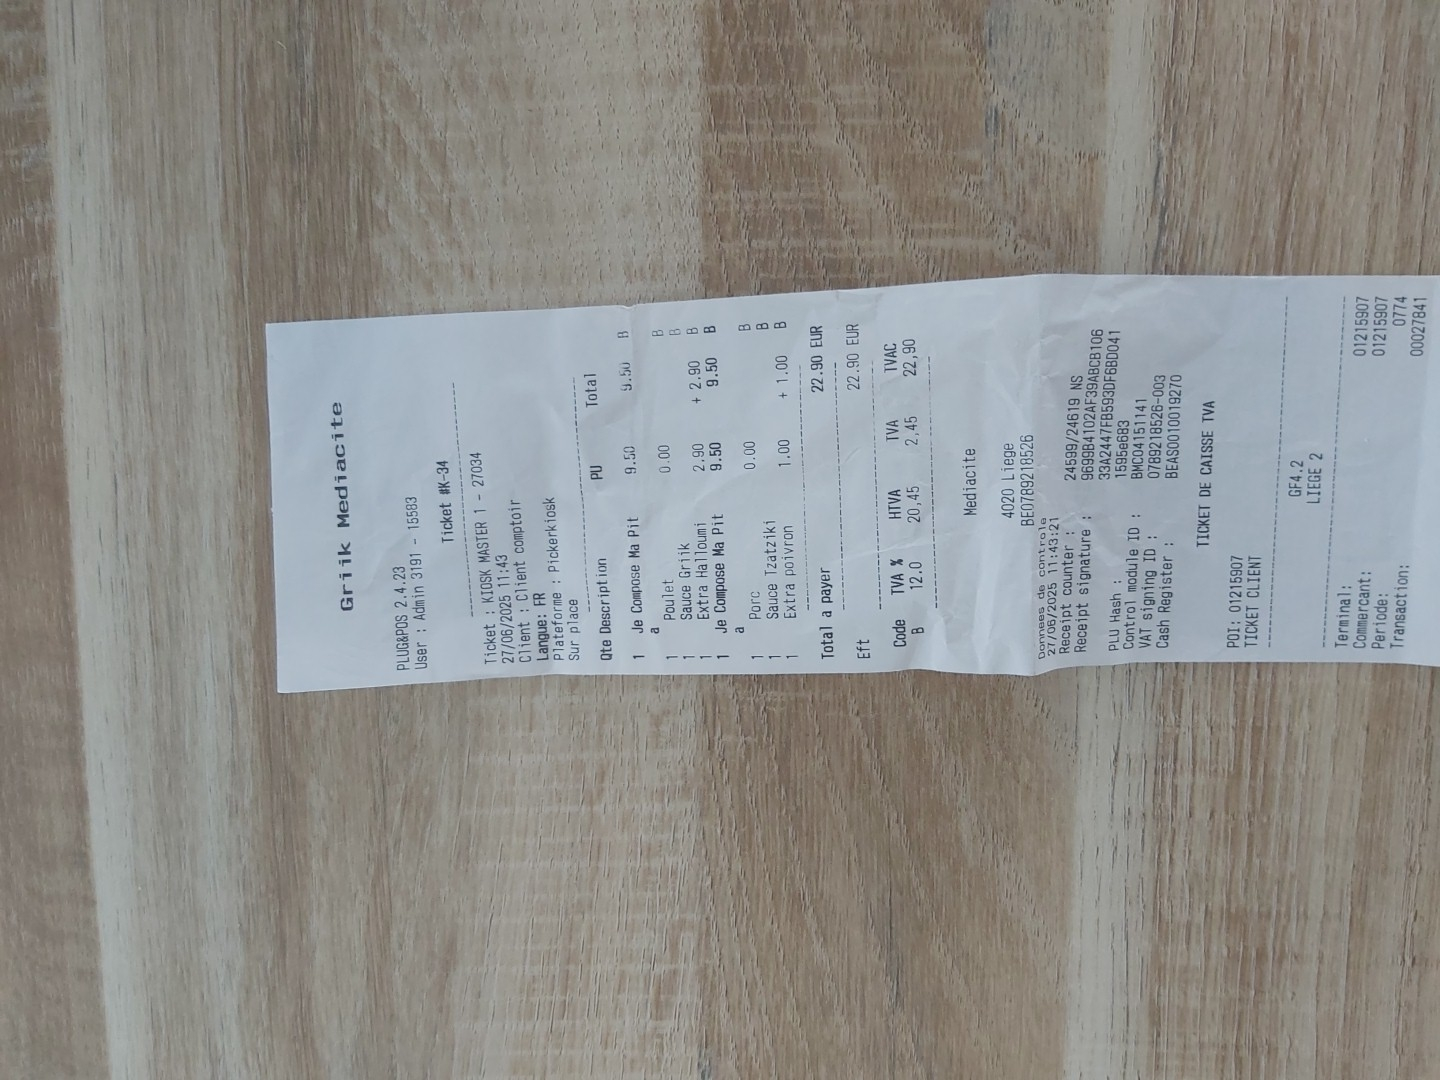 Griik Mediacite
PLUG&POS 2.4.23
User : Admin 3191 - 15583
Ticket #K-34
Ticket : KIOSK MASTER 1 - 27034
27/06/2025 11:43
Client : Client comptoir
Langue: FR
Plateforme : Pickerkiosk
Sur place
Qte Description PU Total
1 Je Compose Ma Pit 9.50 9.50 B
a
1 Poulet 0.00 B
1 Sauce Griik B
1 Extra Halloumi 2.90 + 2.90 B
1 Je Compose Ma Pit 9.50 9.50 B
a
1 Porc 0.00 B
1 Sauce Tzatziki B
1 Extra poivron 1.00 + 1.00 B
Total a payer 22.90 EUR
Eft 22.90 EUR
Code TVA % HTVA TVA TVAC
B 12.0 20,45 2,45 22,90
Mediacite
4020 Liege
BE0789218526
Donnees de controle
27/06/2025 11:43:21
Receipt counter : 24599/24619 NS
Receipt signature : 9699B4102AF39ABCB106
33A2447FB593DF6BD041
PLU Hash : 1595e683
Control module ID : BMC04151141
VAT signing ID : 0789218526-003
Cash Register : BEAS0010019270
TICKET DE CAISSE TVA
POI: 01215907
TICKET CLIENT
GF4.2
LIEGE 2
Terminal: 01215907
Commercant: 01215907
Periode: 0774
Transaction: 00027841